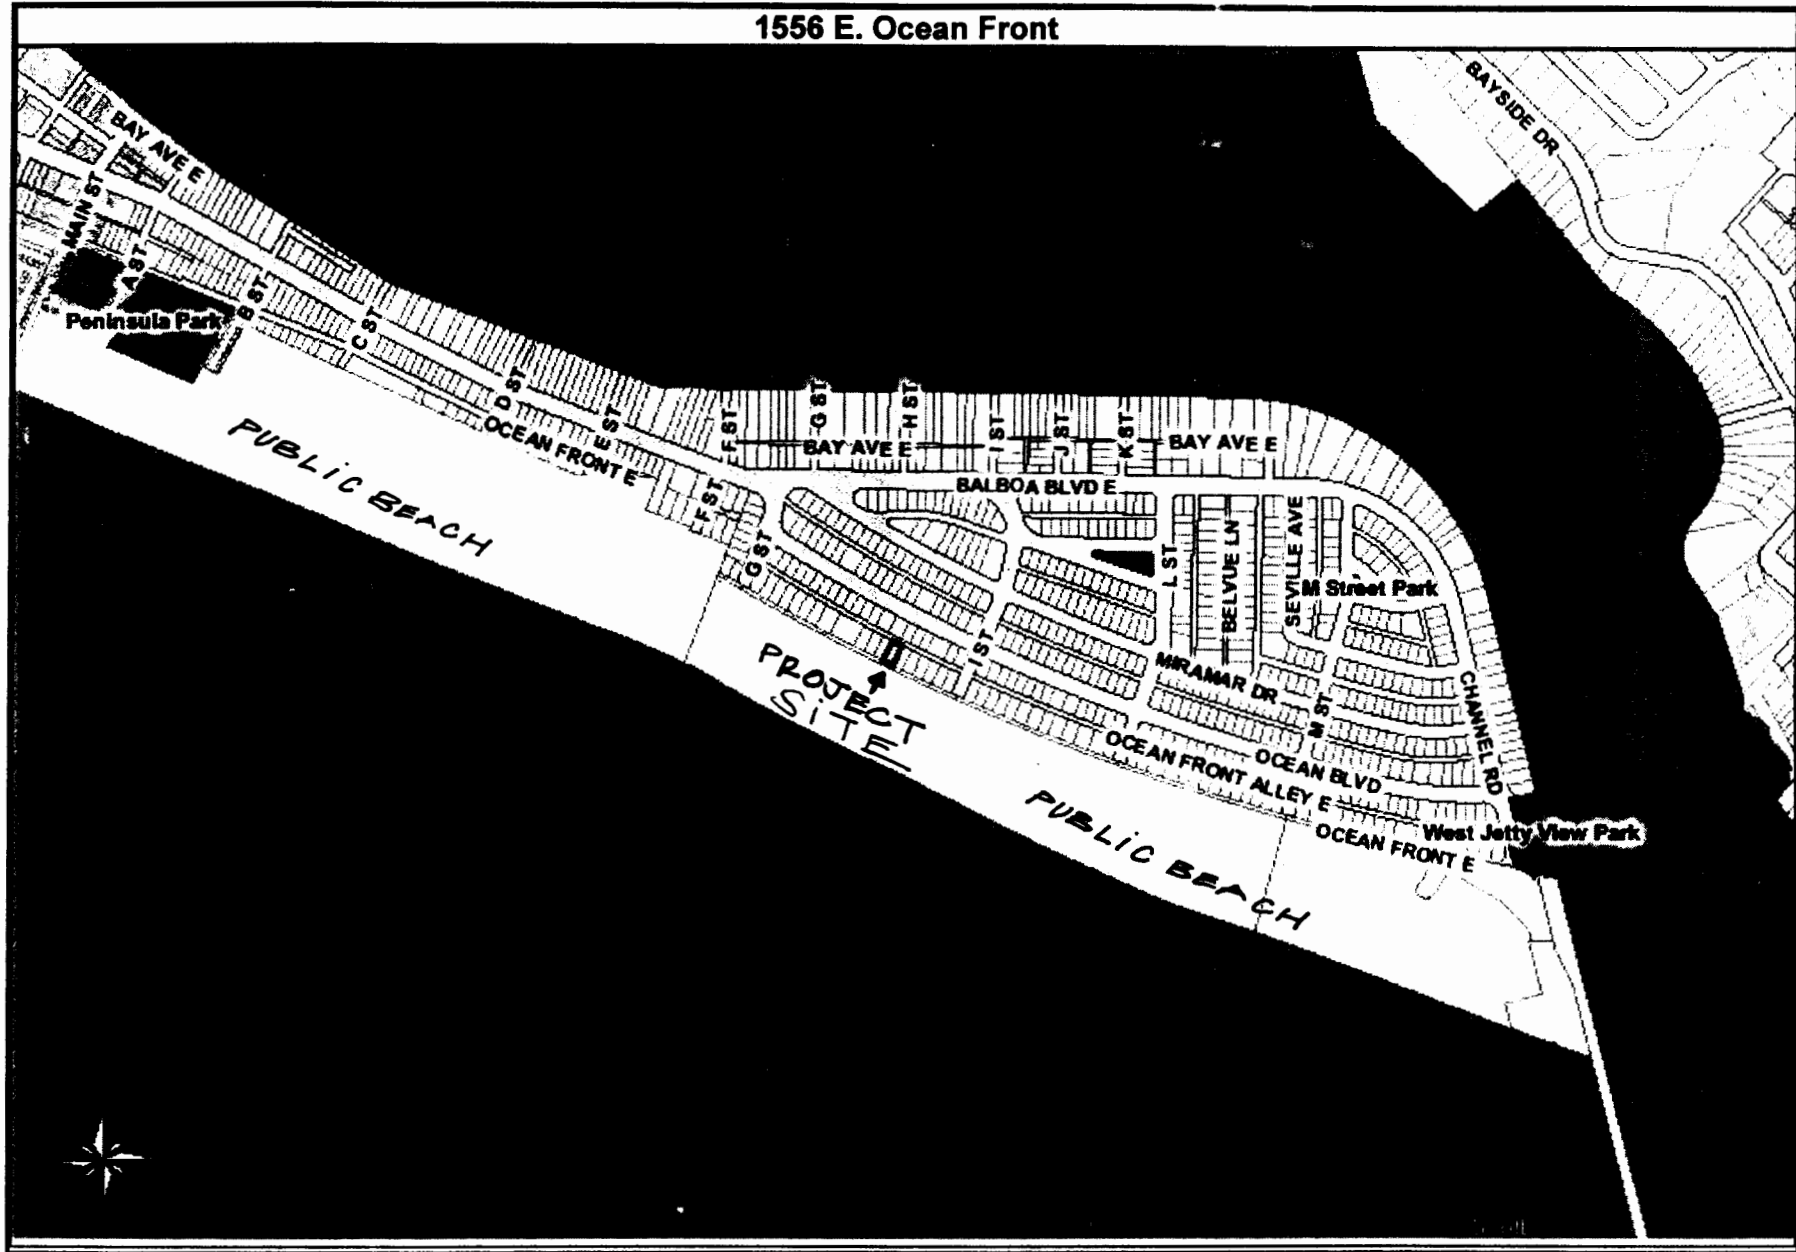 1556 E. Ocean Front
BAYSIDE DR
BAY AVE E
MAIN ST
A ST
B ST
Peninsula Park
C ST
D ST
E ST
OCEAN FRONT E
F ST
G ST
H ST
I ST
J ST
K ST
BAY AVE E
BAY AVE E
BALBOA BLVD E
F ST
G ST
I ST
L ST
BELVUE LN
SEVILLE AVE
M Street Park
MIRAMAR DR
M ST
CHANNEL RD
OCEAN BLVD
OCEAN FRONT ALLEY E
OCEAN FRONT E
West Jetty View Park
PUBLIC BEACH
PROJECT
SITE
PUBLIC BEACH